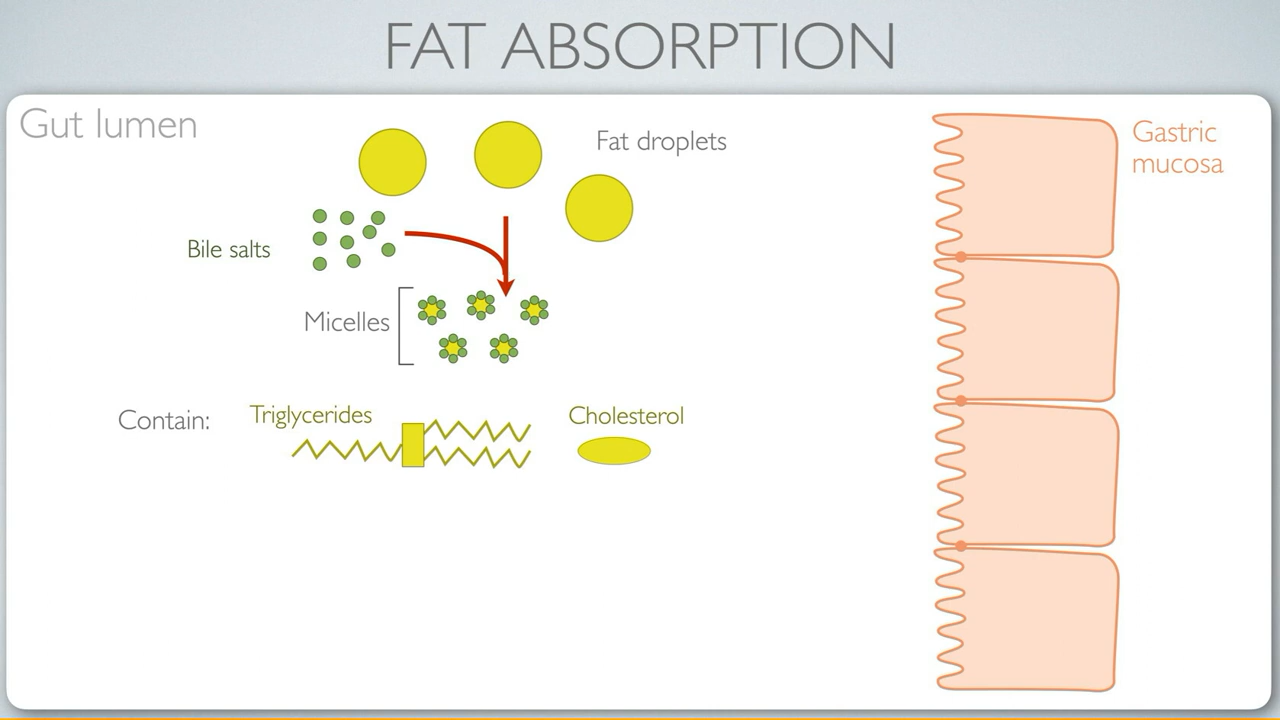 FAT ABSORPTION
Gut lumen
Fat droplets
Gastric
mucosa
Bile salts
Micelles
Contain:
Triglycerides
Cholesterol